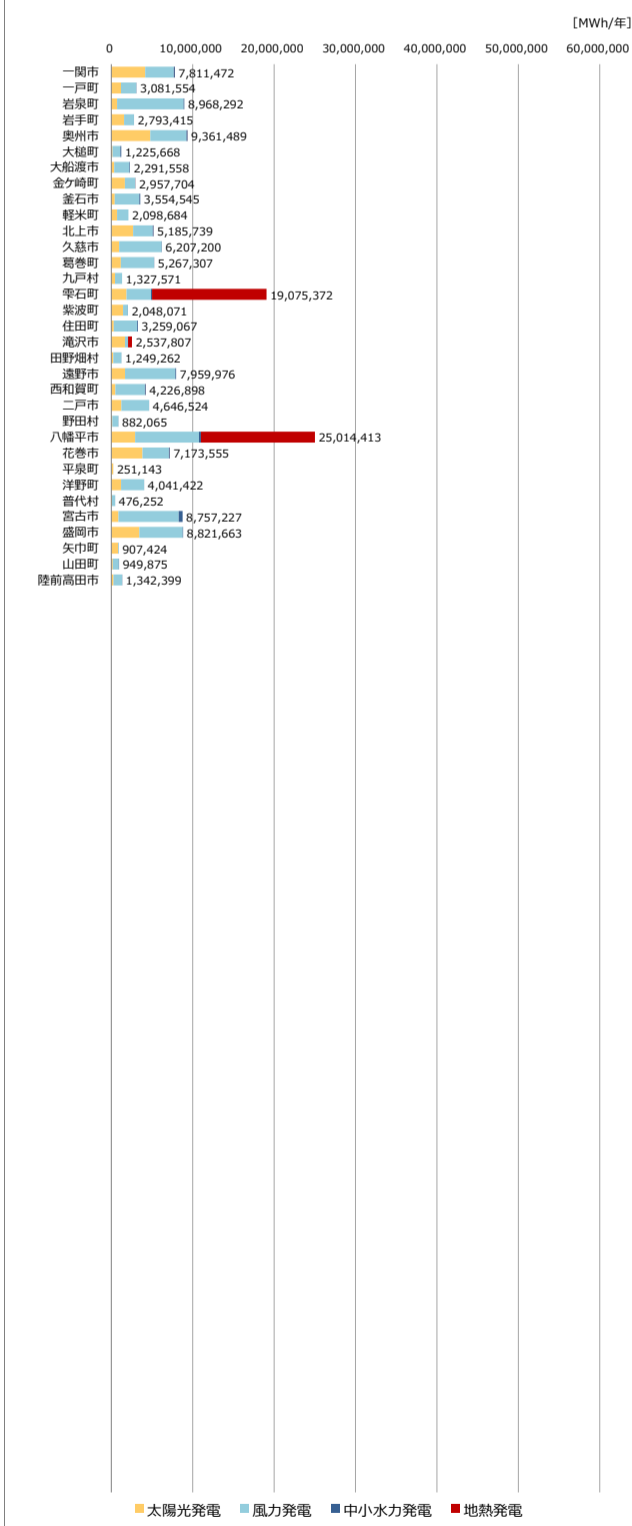 [MWh/年]
0 10,000,000 20,000,000 30,000,000 40,000,000 50,000,000 60,000,000
一関市 7,811,472
一戸町 3,081,554
岩泉町 8,968,292
岩手町 2,793,415
奥州市 9,361,489
大槌町 1,225,668
大船渡市 2,291,558
金ケ崎町 2,957,704
釜石市 3,554,545
軽米町 2,098,684
北上市 5,185,739
久慈市 6,207,200
葛巻町 5,267,307
九戸村 1,327,571
雫石町 19,075,372
紫波町 2,048,071
住田町 3,259,067
滝沢市 2,537,807
田野畑村 1,249,262
遠野市 7,959,976
西和賀町 4,226,898
二戸市 4,646,524
野田村 882,065
八幡平市 25,014,413
花巻市 7,173,555
平泉町 251,143
洋野町 4,041,422
普代村 476,252
宮古市 8,757,227
盛岡市 8,821,663
矢巾町 907,424
山田町 949,875
陸前高田市 1,342,399
太陽光発電 風力発電 中小水力発電 地熱発電